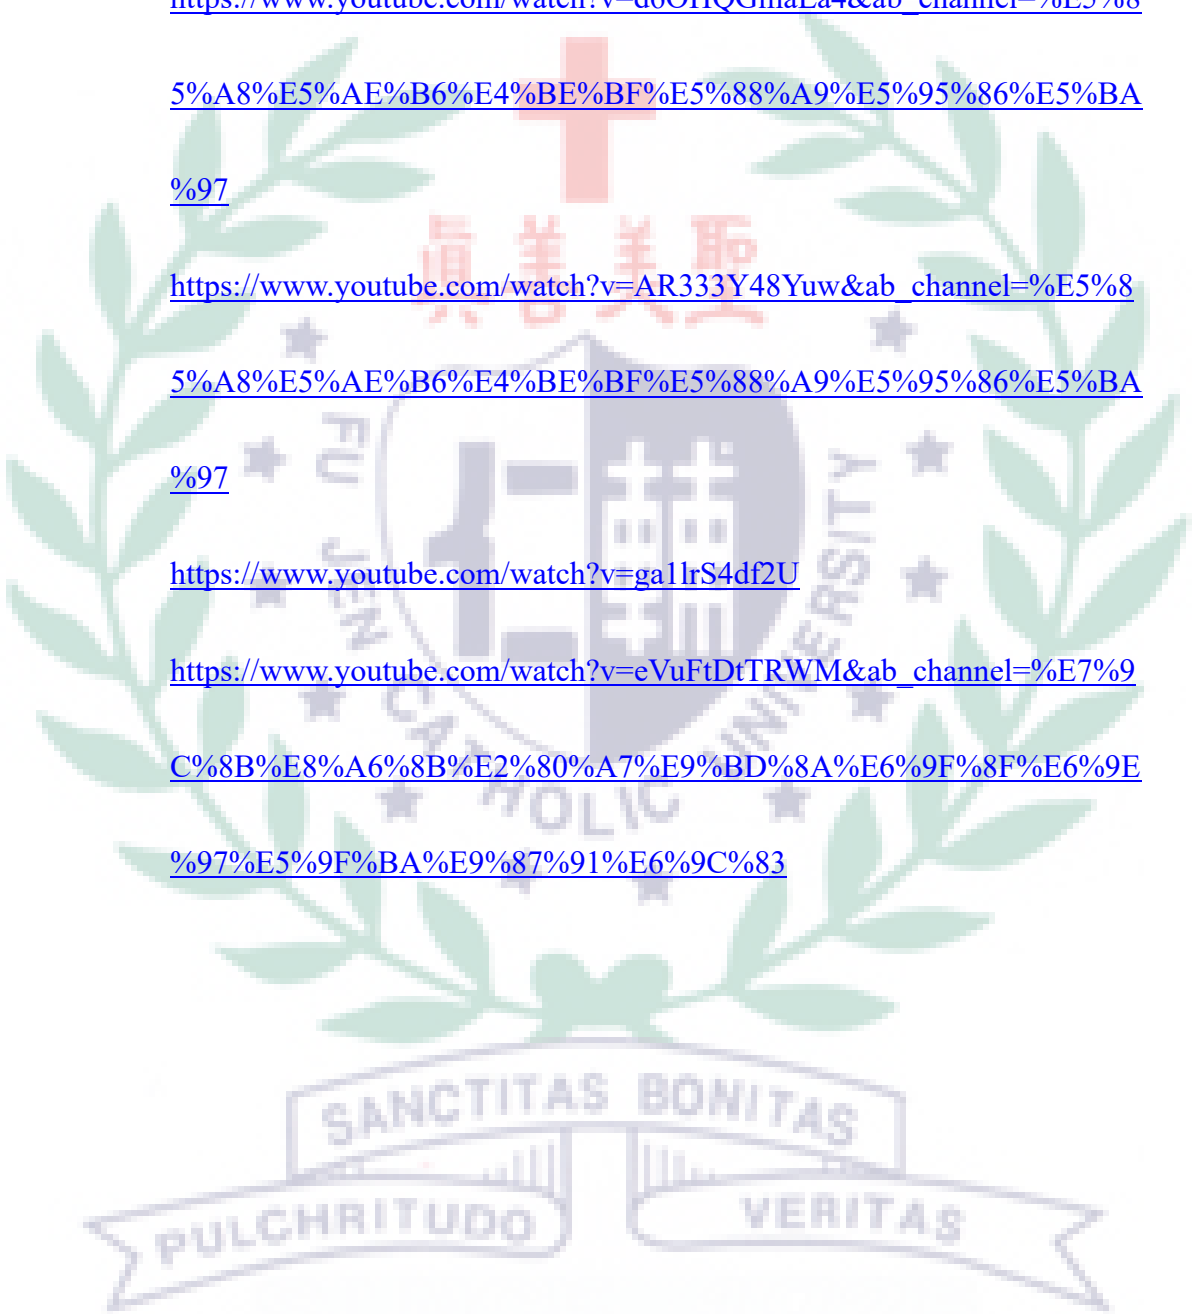 5%A8%E5%AE%B6%E4%BE%BF%E5%88%A9%E5%95%86%E5%BA
%97
真善美聖
https://www.youtube.com/watch?v=AR333Y48Yuw&ab_channel=%E5%8
5%A8%E5%AE%B6%E4%BE%BF%E5%88%A9%E5%95%86%E5%BA
%97
https://www.youtube.com/watch?v=ga1lrS4df2U
https://www.youtube.com/watch?v=eVuFtDtTRWM&ab_channel=%E7%9
C%8B%E8%A6%8B%E2%80%A7%E9%BD%8A%E6%9F%8F%E6%9E
%97%E5%9F%BA%E9%87%91%E6%9C%83
FU JEN CATHOLIC UNIVERSITY
SANCTITAS BONITAS
PULCHRITUDO VERITAS